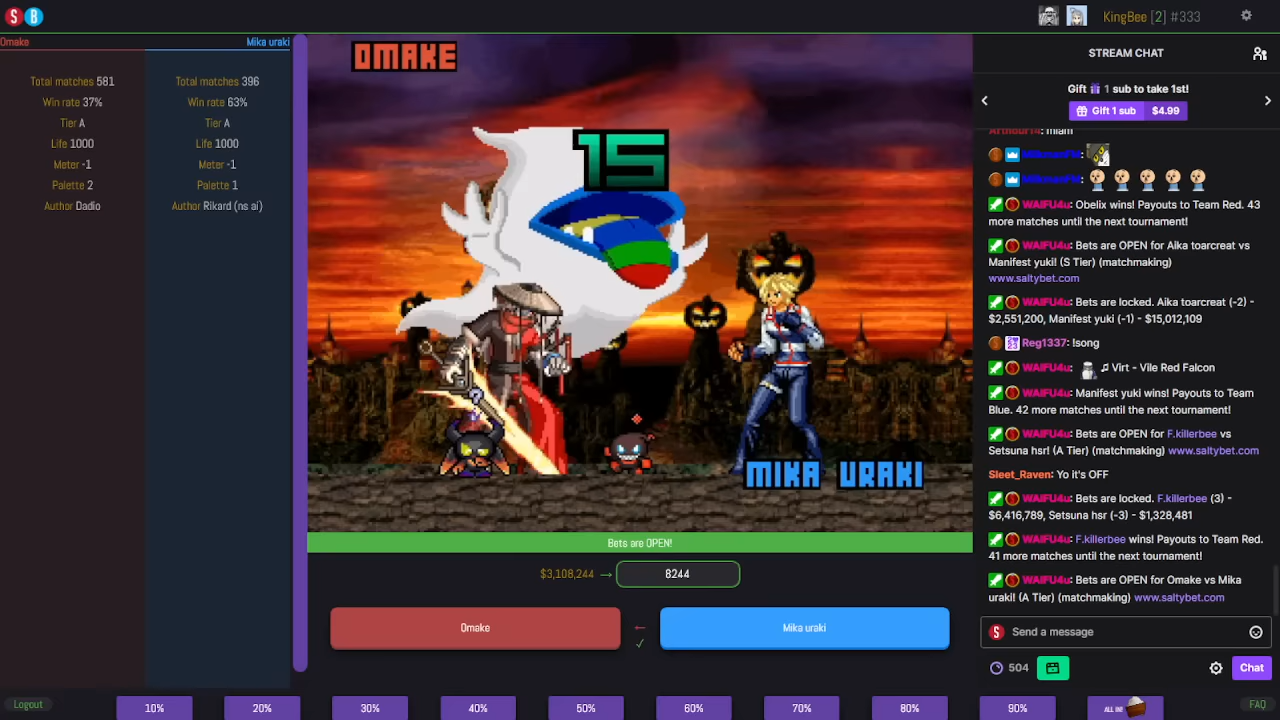 S B
KingBee [2] #333
Omake
Mika uraki
Total matches 581
Win rate 37%
Tier A
Life 1000
Meter -1
Palette 2
Author Dadio
Total matches 396
Win rate 63%
Tier A
Life 1000
Meter -1
Palette 1
Author Rikard (ns ai)
OMAKE
15
MIKA URAKI
Bets are OPEN!
$3,108,244 → 8244
Omake
←
✓
Mika uraki
STREAM CHAT
Gift 1 sub to take 1st!
Gift 1 sub $4.99
WAIFU4u: Obelix wins! Payouts to Team Red. 43
more matches until the next tournament!
WAIFU4u: Bets are OPEN for Aika toarcreat vs
Manifest yuki! (S Tier) (matchmaking)
www.saltybet.com
WAIFU4u: Bets are locked. Aika toarcreat (-2) -
$2,551,200, Manifest yuki (-1) - $15,012,109
Reg1337: !song
WAIFU4u: ♫ Virt - Vile Red Falcon
WAIFU4u: Manifest yuki wins! Payouts to Team
Blue. 42 more matches until the next tournament!
WAIFU4u: Bets are OPEN for F.killerbee vs
Setsuna hsr! (A Tier) (matchmaking) www.saltybet.com
Sleet_Raven: Yo it's OFF
WAIFU4u: Bets are locked. F.killerbee (3) -
$6,416,789, Setsuna hsr (-3) - $1,328,481
WAIFU4u: F.killerbee wins! Payouts to Team Red.
41 more matches until the next tournament!
WAIFU4u: Bets are OPEN for Omake vs Mika
uraki! (A Tier) (matchmaking) www.saltybet.com
S Send a message
504
Chat
Logout
10%
20%
30%
40%
50%
60%
70%
80%
90%
ALL IN!
FAQ